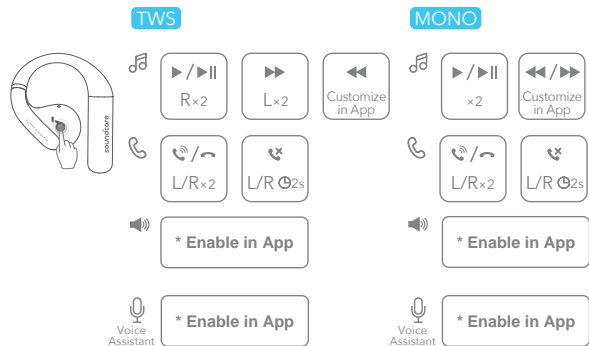 TWS
R×2
L×2
Customize
in App
L/R×2
L/R 2s
* Enable in App
Voice
Assistant
* Enable in App
MONO
×2
Customize
in App
L/R×2
L/R 2s
* Enable in App
Voice
Assistant
* Enable in App
soundcore